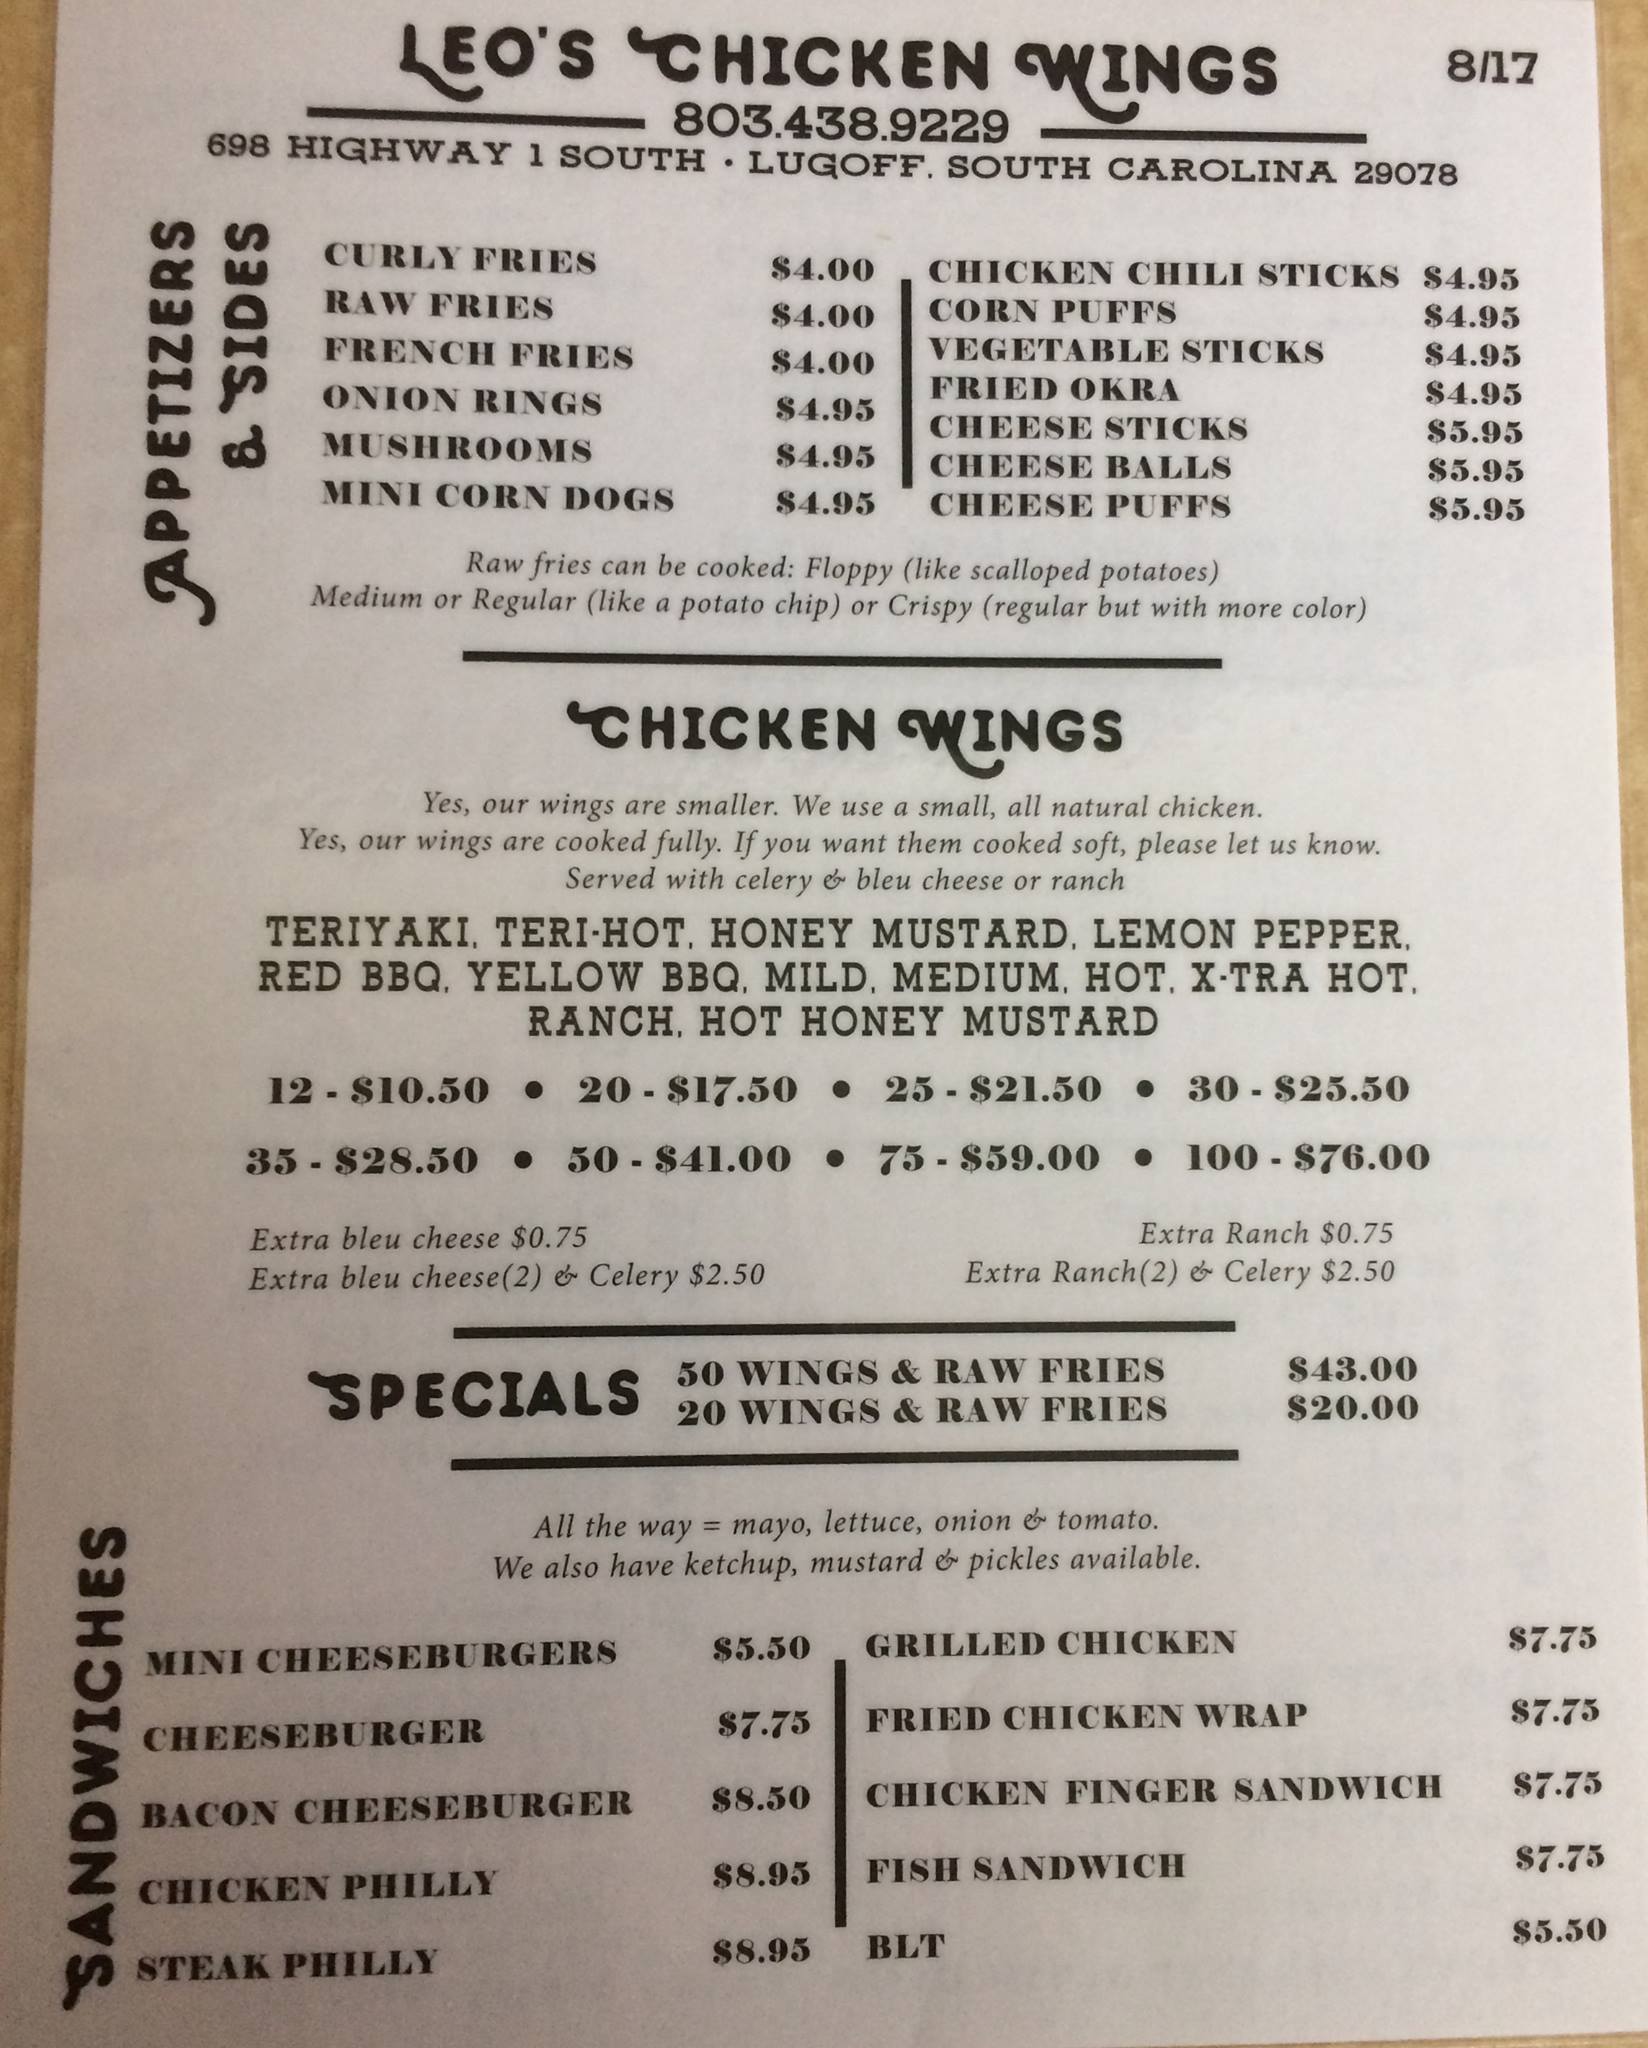 LEO'S CHICKEN WINGS
8/17
803.438.9229
698 HIGHWAY 1 SOUTH • LUGOFF, SOUTH CAROLINA 29078
APPETIZERS
& SIDES
CURLY FRIES $4.00
RAW FRIES $4.00
FRENCH FRIES $4.00
ONION RINGS $4.95
MUSHROOMS $4.95
MINI CORN DOGS $4.95
CHICKEN CHILI STICKS $4.95
CORN PUFFS $4.95
VEGETABLE STICKS $4.95
FRIED OKRA $4.95
CHEESE STICKS $5.95
CHEESE BALLS $5.95
CHEESE PUFFS $5.95
Raw fries can be cooked: Floppy (like scalloped potatoes)
Medium or Regular (like a potato chip) or Crispy (regular but with more color)
CHICKEN WINGS
Yes, our wings are smaller. We use a small, all natural chicken.
Yes, our wings are cooked fully. If you want them cooked soft, please let us know.
Served with celery & bleu cheese or ranch
TERIYAKI, TERI-HOT, HONEY MUSTARD, LEMON PEPPER,
RED BBQ, YELLOW BBQ, MILD, MEDIUM, HOT, X-TRA HOT,
RANCH, HOT HONEY MUSTARD
12 - $10.50 • 20 - $17.50 • 25 - $21.50 • 30 - $25.50
35 - $28.50 • 50 - $41.00 • 75 - $59.00 • 100 - $76.00
Extra bleu cheese $0.75
Extra bleu cheese(2) & Celery $2.50
Extra Ranch $0.75
Extra Ranch(2) & Celery $2.50
SPECIALS
50 WINGS & RAW FRIES $43.00
20 WINGS & RAW FRIES $20.00
All the way = mayo, lettuce, onion & tomato.
We also have ketchup, mustard & pickles available.
SANDWICHES
MINI CHEESEBURGERS $5.50
CHEESEBURGER $7.75
BACON CHEESEBURGER $8.50
CHICKEN PHILLY $8.95
STEAK PHILLY $8.95
GRILLED CHICKEN $7.75
FRIED CHICKEN WRAP $7.75
CHICKEN FINGER SANDWICH $7.75
FISH SANDWICH $7.75
BLT $5.50